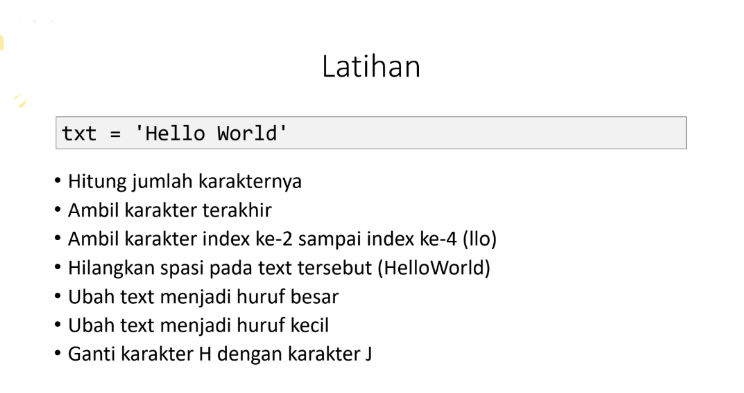 Latihan
txt = 'Hello World'
• Hitung jumlah karakternya
• Ambil karakter terakhir
• Ambil karakter index ke-2 sampai index ke-4 (llo)
• Hilangkan spasi pada text tersebut (HelloWorld)
• Ubah text menjadi huruf besar
• Ubah text menjadi huruf kecil
• Ganti karakter H dengan karakter J